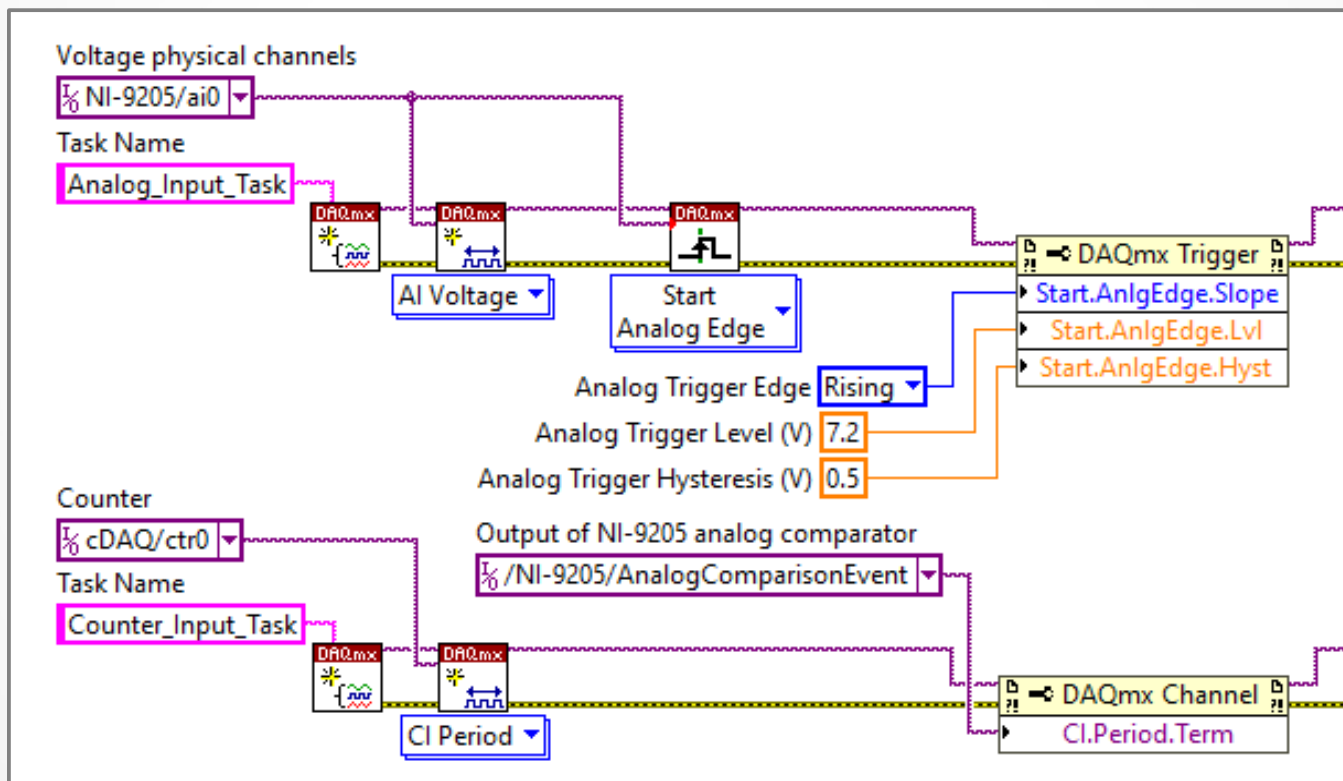 Voltage physical channels
NI-9205/ai0
Task Name
Analog_Input_Task
DAQmx
DAQmx
DAQmx
AI Voltage
Start
Analog Edge
DAQmx Trigger
Start.AnlgEdge.Slope
Start.AnlgEdge.Lvl
Start.AnlgEdge.Hyst
Analog Trigger Edge Rising
Analog Trigger Level (V) 7.2
Analog Trigger Hysteresis (V) 0.5
Counter
cDAQ/ctr0
Output of NI-9205 analog comparator
/NI-9205/AnalogComparisonEvent
Task Name
Counter_Input_Task
DAQmx
DAQmx
CI Period
DAQmx Channel
CI.Period.Term